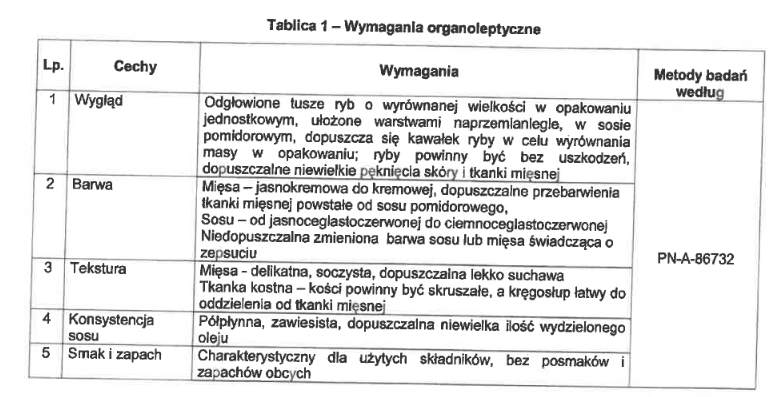 Tablica 1 – Wymagania organoleptyczne
Lp. Cechy Wymagania Metody badań
według
1 Wygląd Odgłowione tusze ryb o wyrównanej wielkości w opakowaniu
jednostkowym, ułożone warstwami naprzemianlegle, w sosie
pomidorowym, dopuszcza się kawałek ryby w celu wyrównania
masy w opakowaniu; ryby powinny być bez uszkodzeń,
dopuszczalne niewielkie pęknięcia skóry i tkanki mięsnej
2 Barwa Mięsa – jasnokremowa do kremowej, dopuszczalne przebarwienia
tkanki mięsnej powstałe od sosu pomidorowego,
Sosu – od jasnoceglastoczerwonej do ciemnoceglastoczerwonej
Niedopuszczalna zmieniona barwa sosu lub mięsa świadcząca o
zepsuciu
PN-A-86732
3 Tekstura Mięsa - delikatna, soczysta, dopuszczalna lekko suchawa
Tkanka kostna – kości powinny być skruszałe, a kręgosłup łatwy do
oddzielenia od tkanki mięsnej
4 Konsystencja Półpłynna, zawiesista, dopuszczalna niewielka ilość wydzielonego
sosu oleju
5 Smak i zapach Charakterystyczny dla użytych składników, bez posmaków i
zapachów obcych